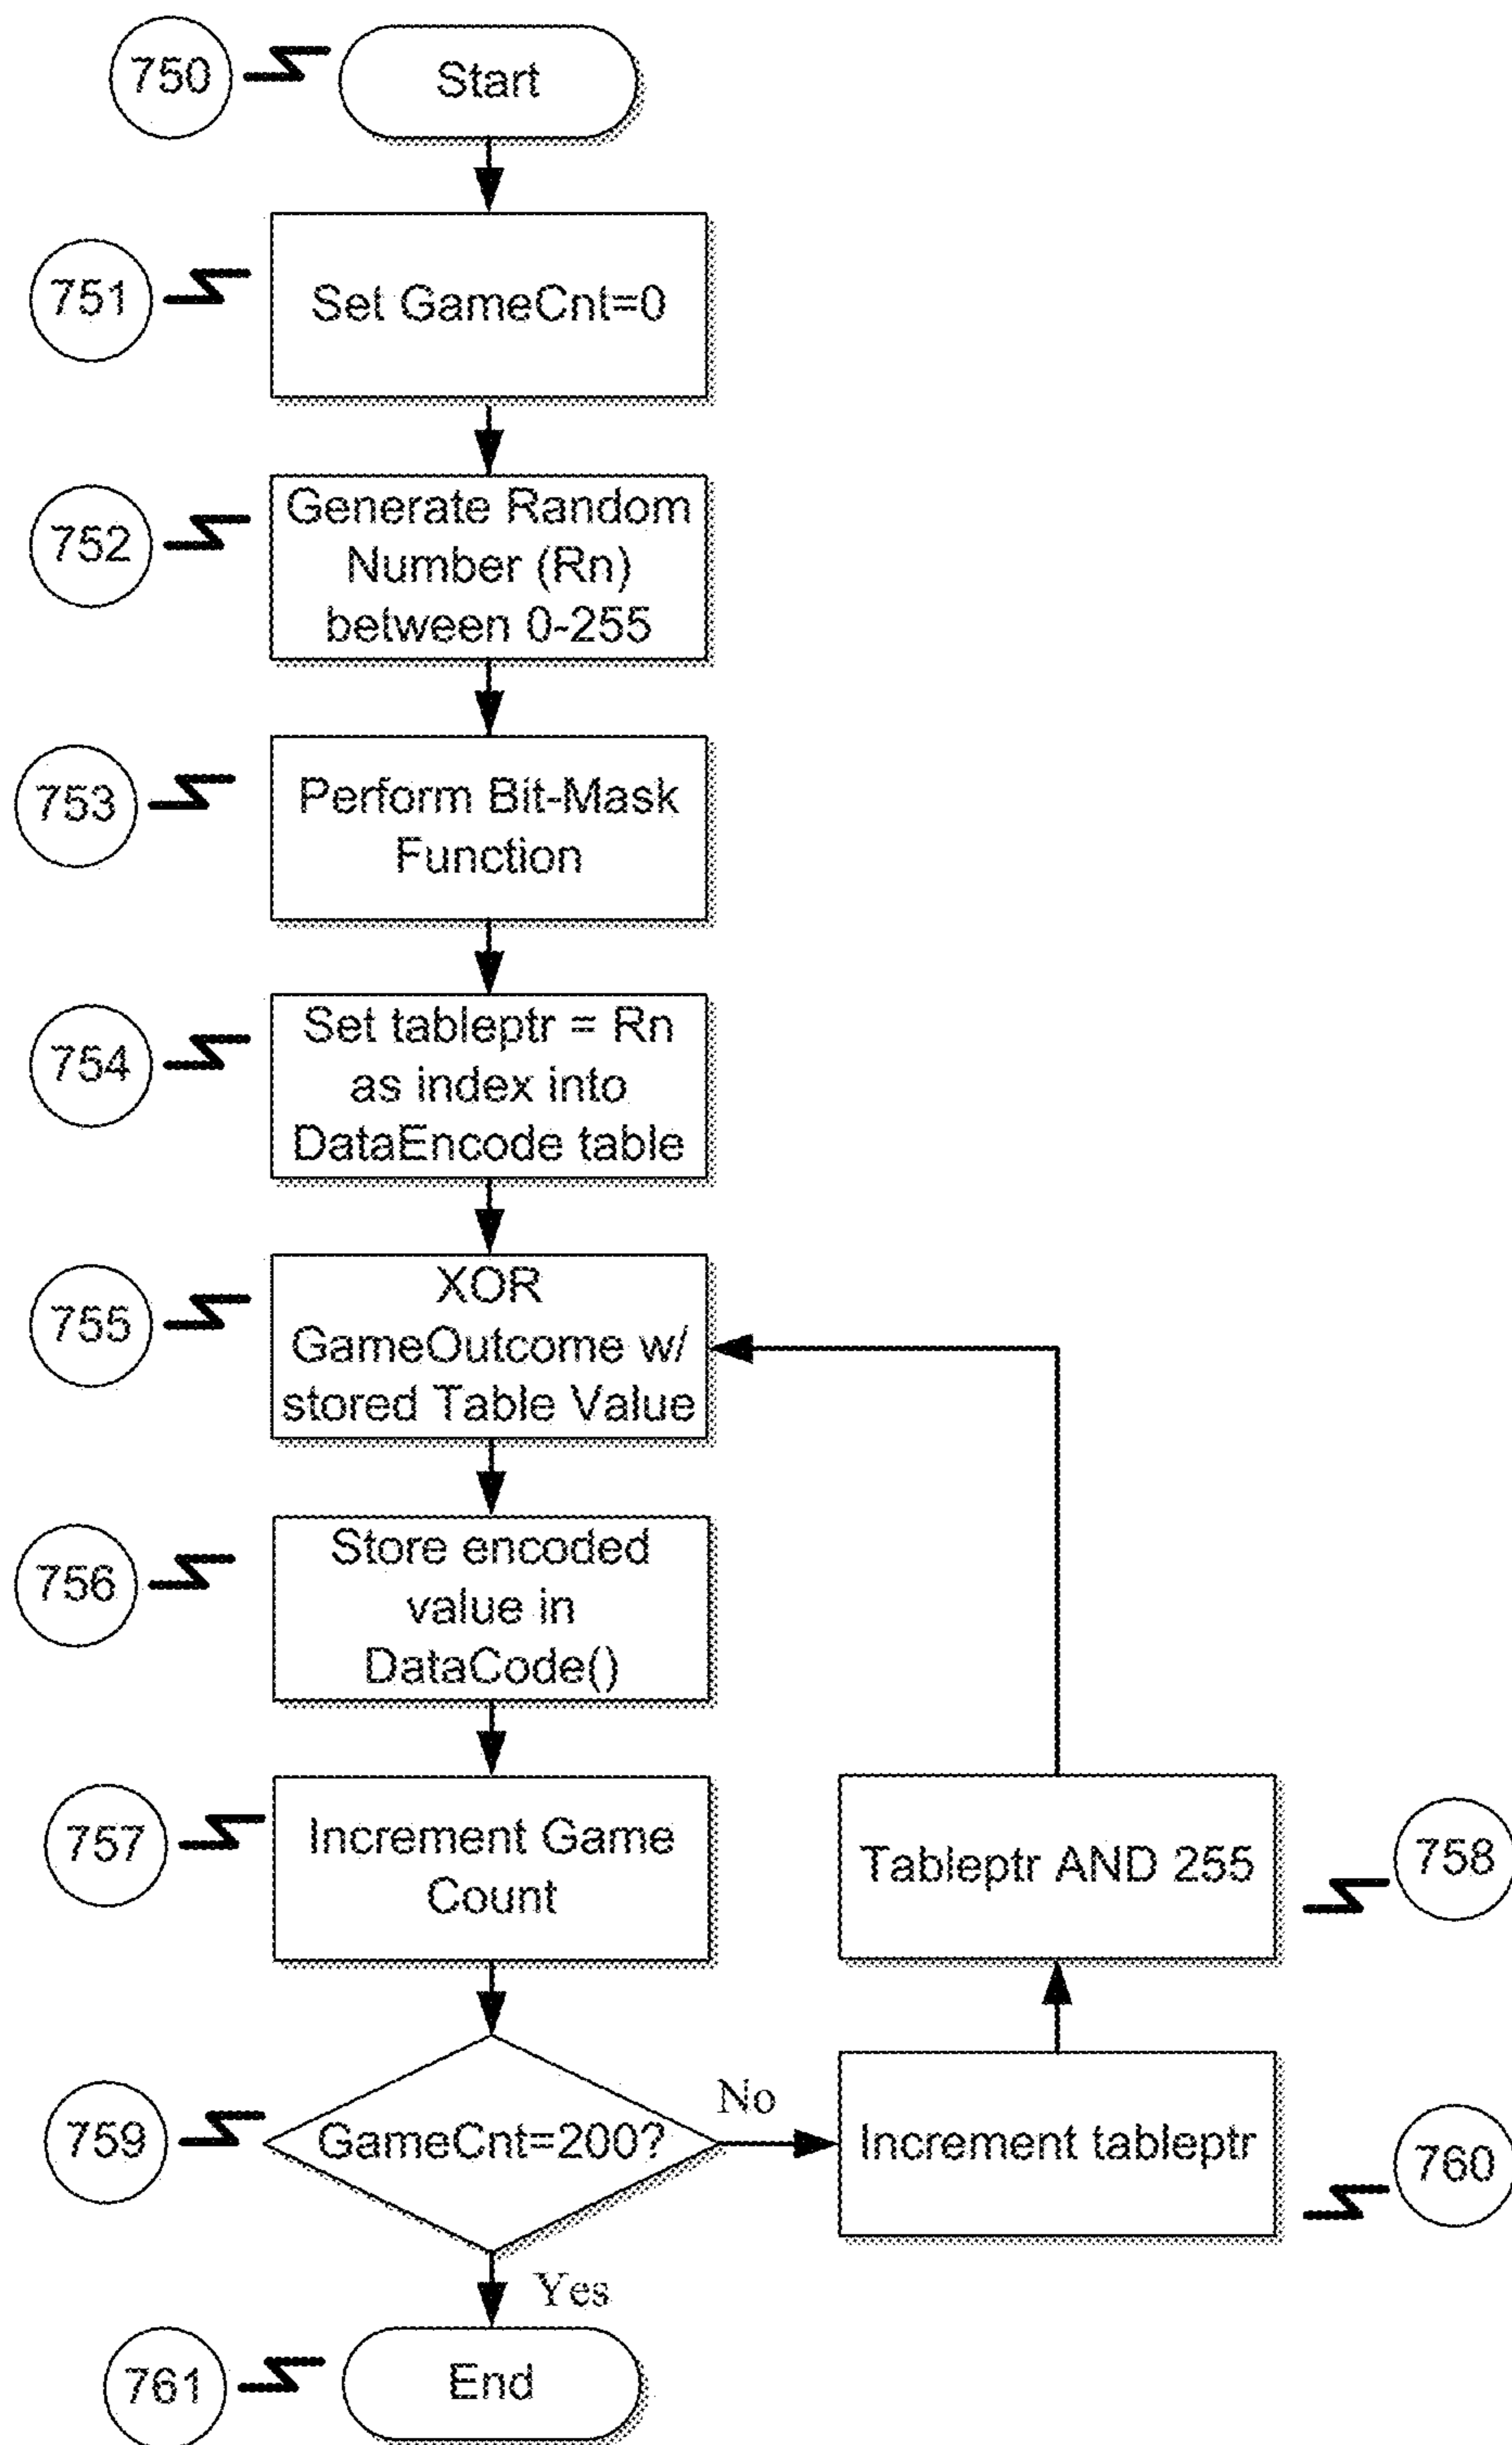 750
Start
751
Set GameCnt=0
752
Generate Random
Number (Rn)
between 0-255
753
Perform Bit-Mask
Function
754
Set tableptr = Rn
as index into
DataEncode table
755
XOR
GameOutcome w/
stored Table Value
756
Store encoded
value in
DataCode()
757
Increment Game
Count
Tableptr AND 255
758
759
GameCnt=200?
No
Increment tableptr
760
Yes
761
End